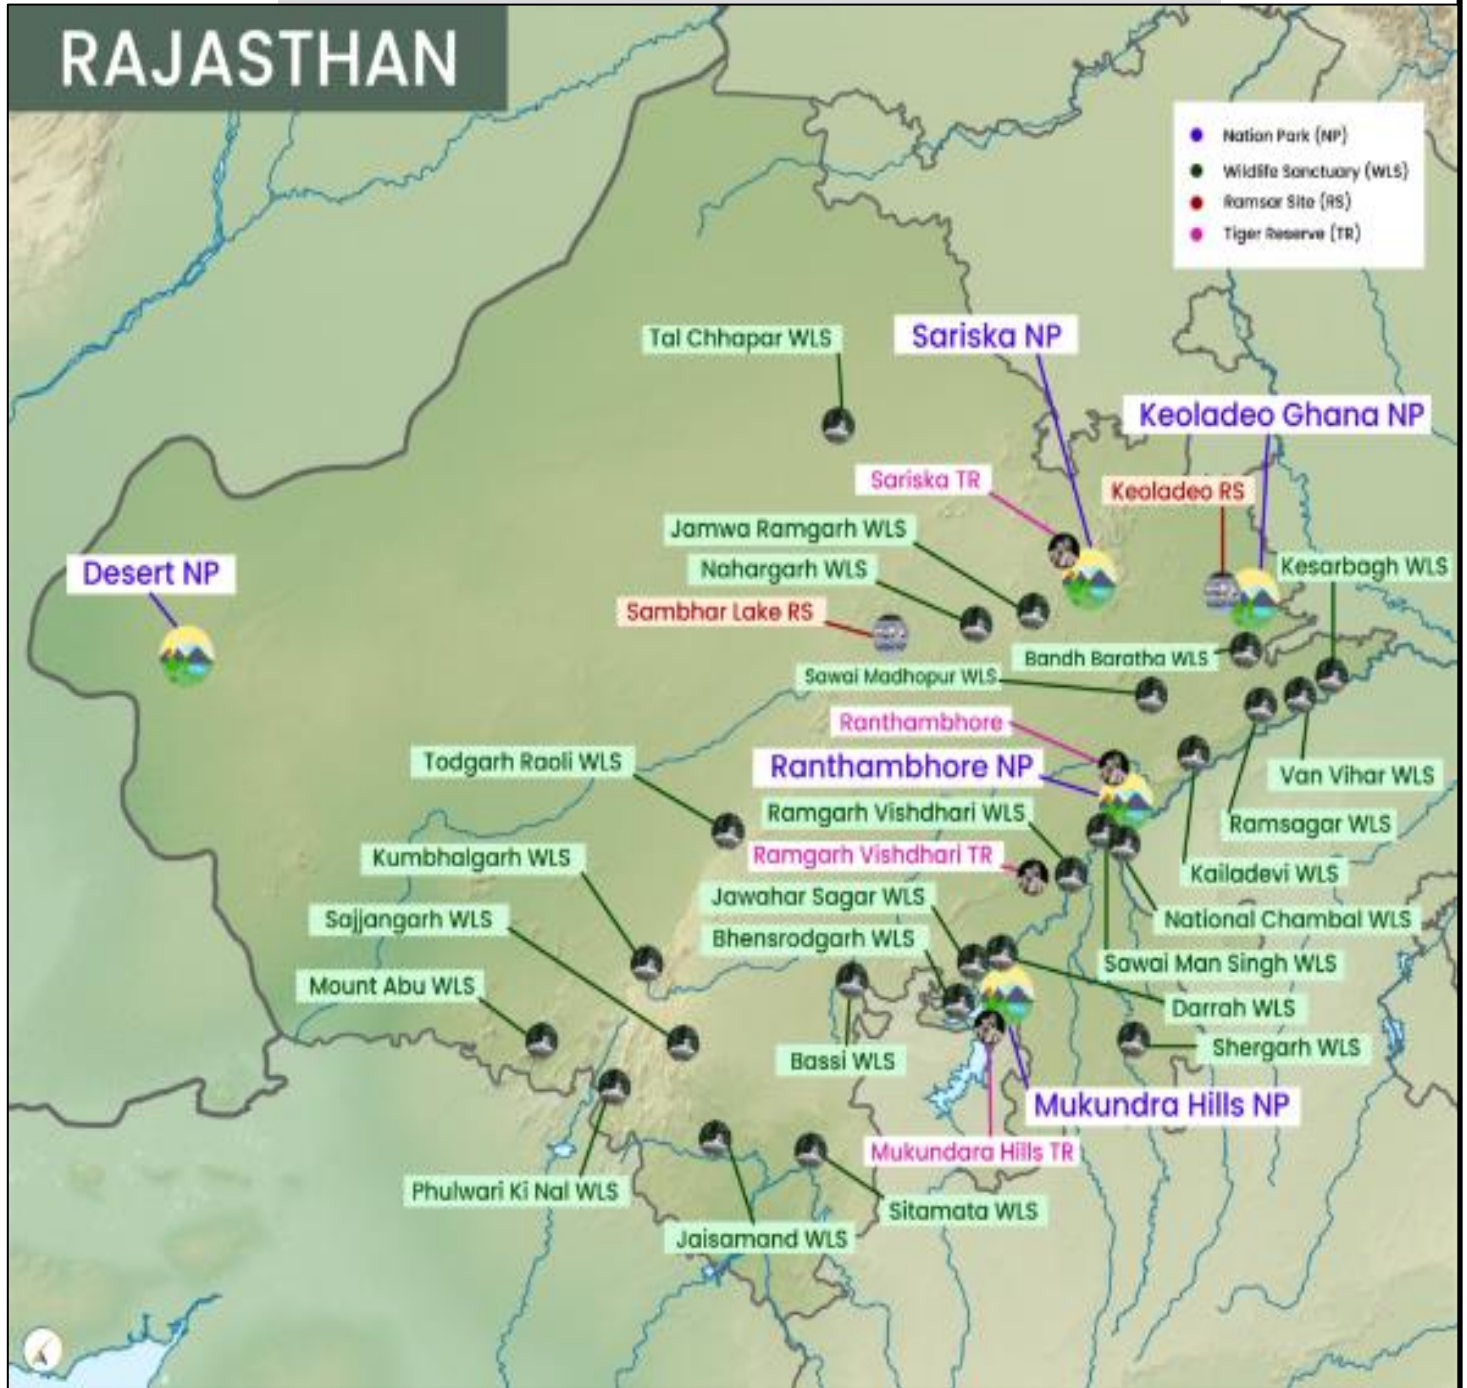 RAJASTHAN
Nation Park (NP)
Wildlife Sanctuary (WLS)
Ramsar Site (RS)
Tiger Reserve (TR)
Tal Chhapar WLS
Sariska NP
Keoladeo Ghana NP
Sariska TR
Keoladeo RS
Jamwa Ramgarh WLS
Desert NP
Nahargarh WLS
Kesarbagh WLS
Sambhar Lake RS
Bandh Baratha WLS
Sawai Madhopur WLS
Ranthambhore
Todgarh Raoli WLS
Ranthambhore NP
Van Vihar WLS
Ramgarh Vishdhari WLS
Ramsagar WLS
Kumbhalgarh WLS
Ramgarh Vishdhari TR
Kailadevi WLS
Jawahar Sagar WLS
Sajjangarh WLS
National Chambal WLS
Bhensrodgarh WLS
Sawai Man Singh WLS
Mount Abu WLS
Darrah WLS
Bassi WLS
Shergarh WLS
Mukundra Hills NP
Mukundara Hills TR
Phulwari Ki Nal WLS
Sitamata WLS
Jaisamand WLS